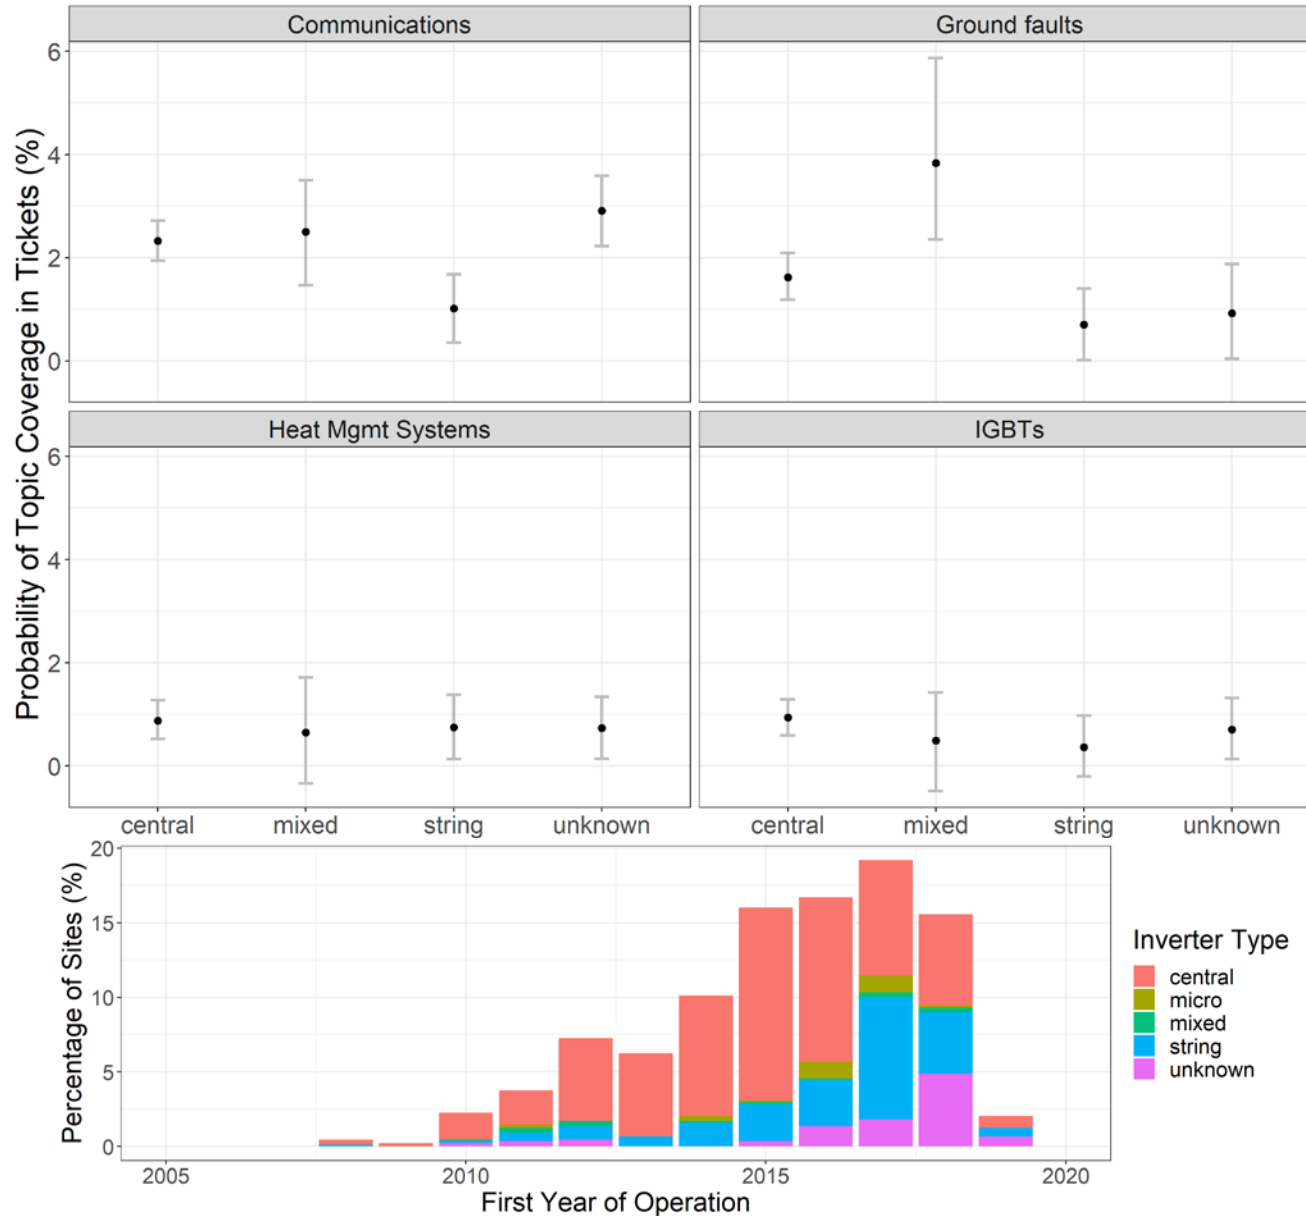 Communications
Ground faults
Probability of Topic Coverage in Tickets (%)
6
4
2
0
Heat Mgmt Systems
IGBTs
6
4
2
0
central mixed string unknown
central mixed string unknown
Percentage of Sites (%)
20
15
10
5
0
2005 2010 2015 2020
First Year of Operation
Inverter Type
central
micro
mixed
string
unknown